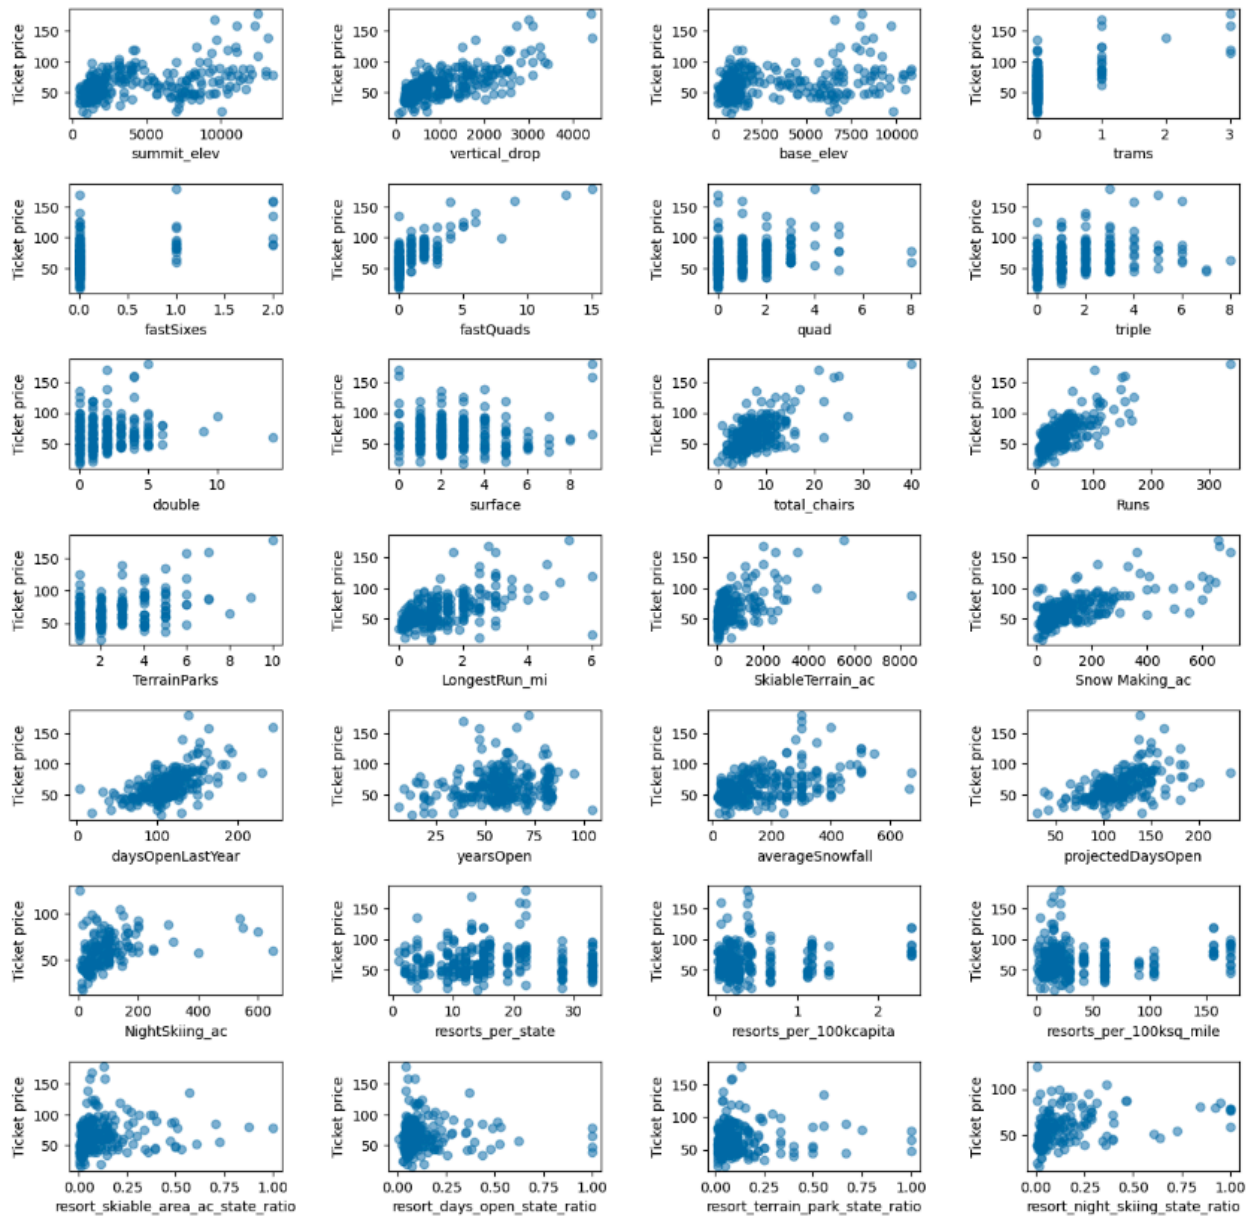 Ticket price
150
100
50
0 5000 10000
summit_elev
Ticket price
150
100
50
0 1000 2000 3000 4000
vertical_drop
Ticket price
150
100
50
0 2500 5000 7500 10000
base_elev
Ticket price
150
100
50
0 1 2 3
trams
Ticket price
150
100
50
0.0 0.5 1.0 1.5 2.0
fastSixes
Ticket price
150
100
50
0 5 10 15
fastQuads
Ticket price
150
100
50
0 2 4 6 8
quad
Ticket price
150
100
50
0 2 4 6 8
triple
Ticket price
150
100
50
0 5 10
double
Ticket price
150
100
50
0 2 4 6 8
surface
Ticket price
150
100
50
0 10 20 30 40
total_chairs
Ticket price
150
100
50
0 100 200 300
Runs
Ticket price
150
100
50
2 4 6 8 10
TerrainParks
Ticket price
150
100
50
0 2 4 6
LongestRun_mi
Ticket price
150
100
50
0 2000 4000 6000 8000
SkiableTerrain_ac
Ticket price
150
100
50
0 200 400 600
Snow Making_ac
Ticket price
150
100
50
0 100 200
daysOpenLastYear
Ticket price
150
100
50
25 50 75 100
yearsOpen
Ticket price
150
100
50
0 200 400 600
averageSnowfall
Ticket price
150
100
50
50 100 150 200
projectedDaysOpen
Ticket price
100
50
0 200 400 600
NightSkiing_ac
Ticket price
150
100
50
0 10 20 30
resorts_per_state
Ticket price
150
100
50
0 1 2
resorts_per_100kcapita
Ticket price
150
100
50
0 50 100 150
resorts_per_100ksq_mile
Ticket price
150
100
50
0.00 0.25 0.50 0.75 1.00
resort_skiable_area_ac_state_ratio
Ticket price
150
100
50
0.00 0.25 0.50 0.75 1.00
resort_days_open_state_ratio
Ticket price
150
100
50
0.00 0.25 0.50 0.75 1.00
resort_terrain_park_state_ratio
Ticket price
100
50
0.00 0.25 0.50 0.75 1.00
resort_night_skiing_state_ratio